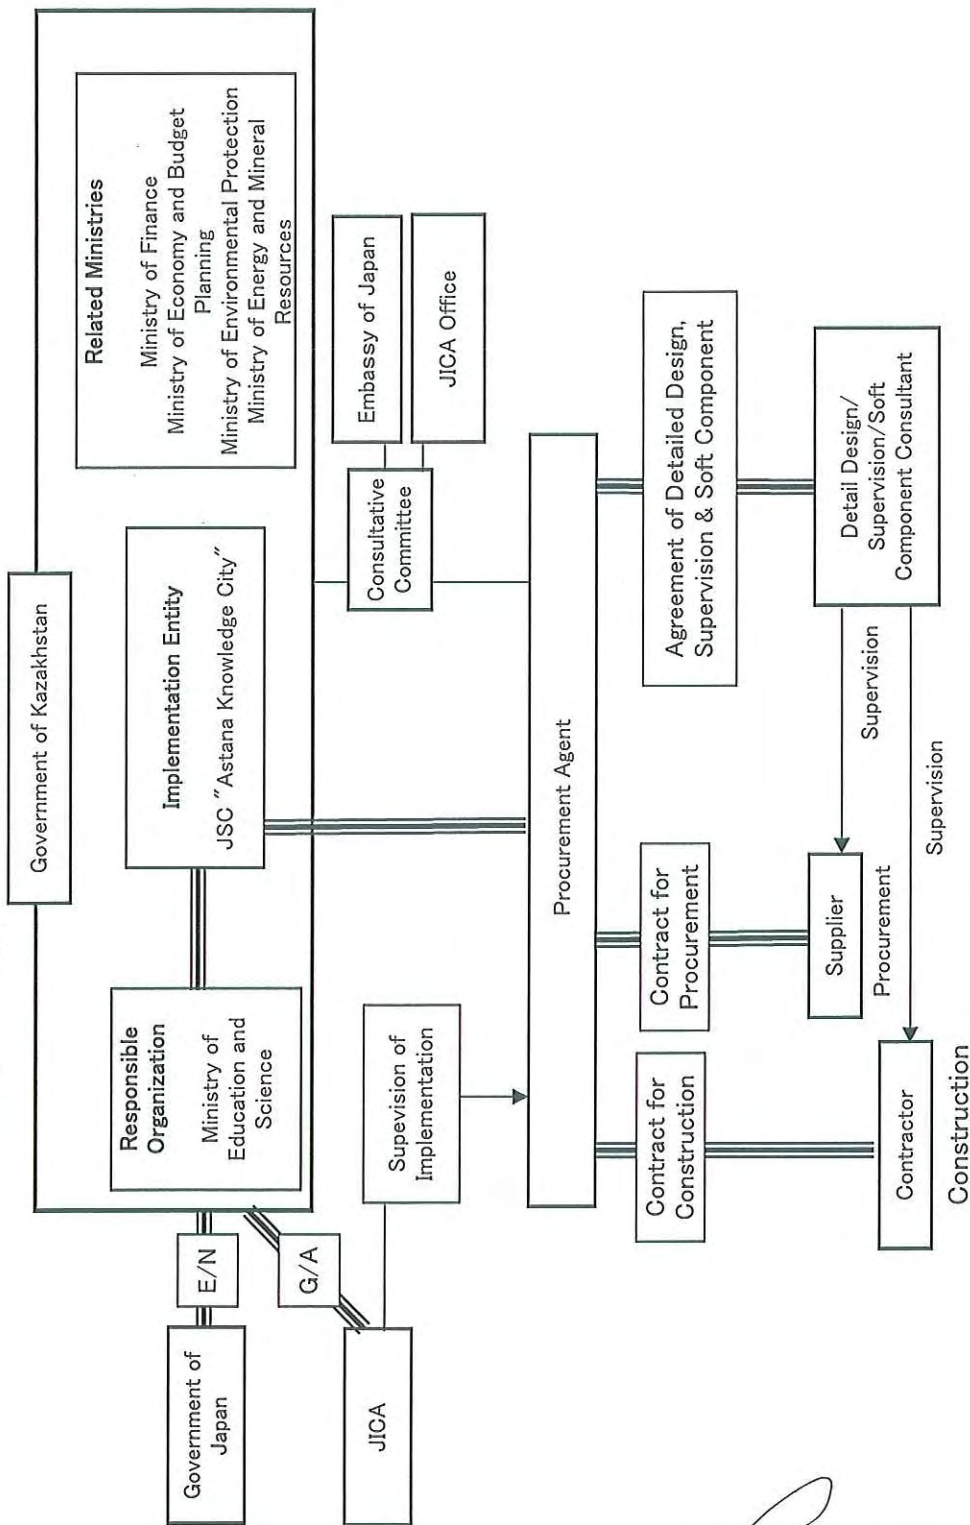 Government of Kazakhstan
Responsible
Organization
Ministry of
Education and
Science
Implementation Entity
JSC "Astana Knowledge City"
Related Ministries
Ministry of Finance
Ministry of Economy and Budget
Planning
Ministry of Environmental Protection
Ministry of Energy and Mineral
Resources
Government of
Japan
E/N
G/A
JICA
Supevision of
Implementation
Consultative
Committee
Embassy of Japan
JICA Office
Procurement Agent
Contract for
Construction
Contract for
Procurement
Agreement of Detailed Design,
Supervision & Soft Component
Contractor
Construction
Supplier
Procurement
Supervision
Supervision
Detail Design/
Supervision/Soft
Component Consultant